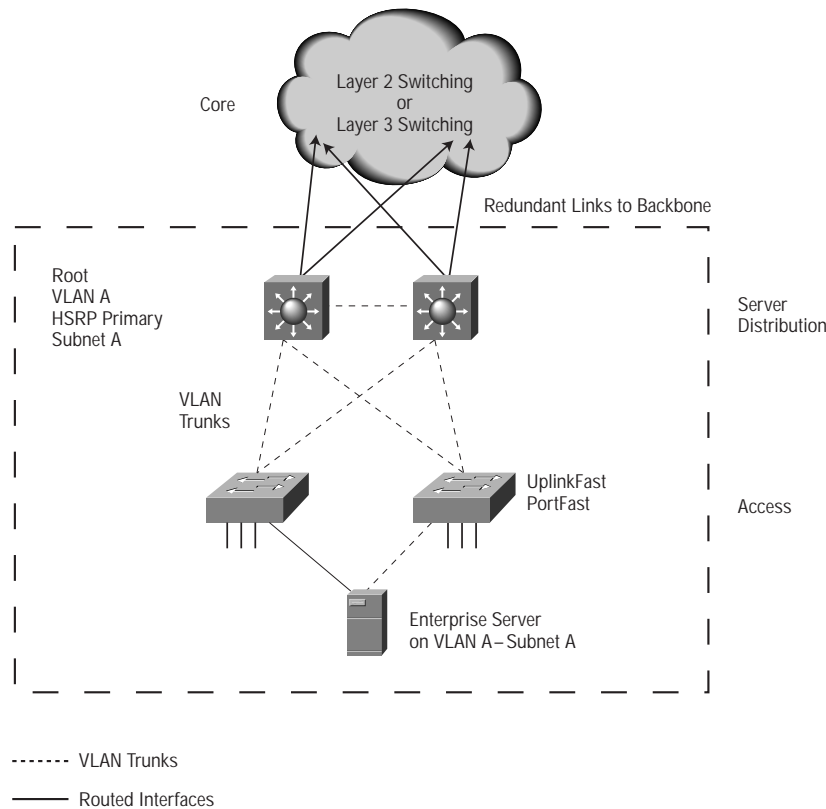 Core
Layer 2 Switching
or
Layer 3 Switching
Redundant Links to Backbone
Root
VLAN A
HSRP Primary
Subnet A
Server
Distribution
VLAN
Trunks
UplinkFast
PortFast
Access
Enterprise Server
on VLAN A–Subnet A
VLAN Trunks
Routed Interfaces